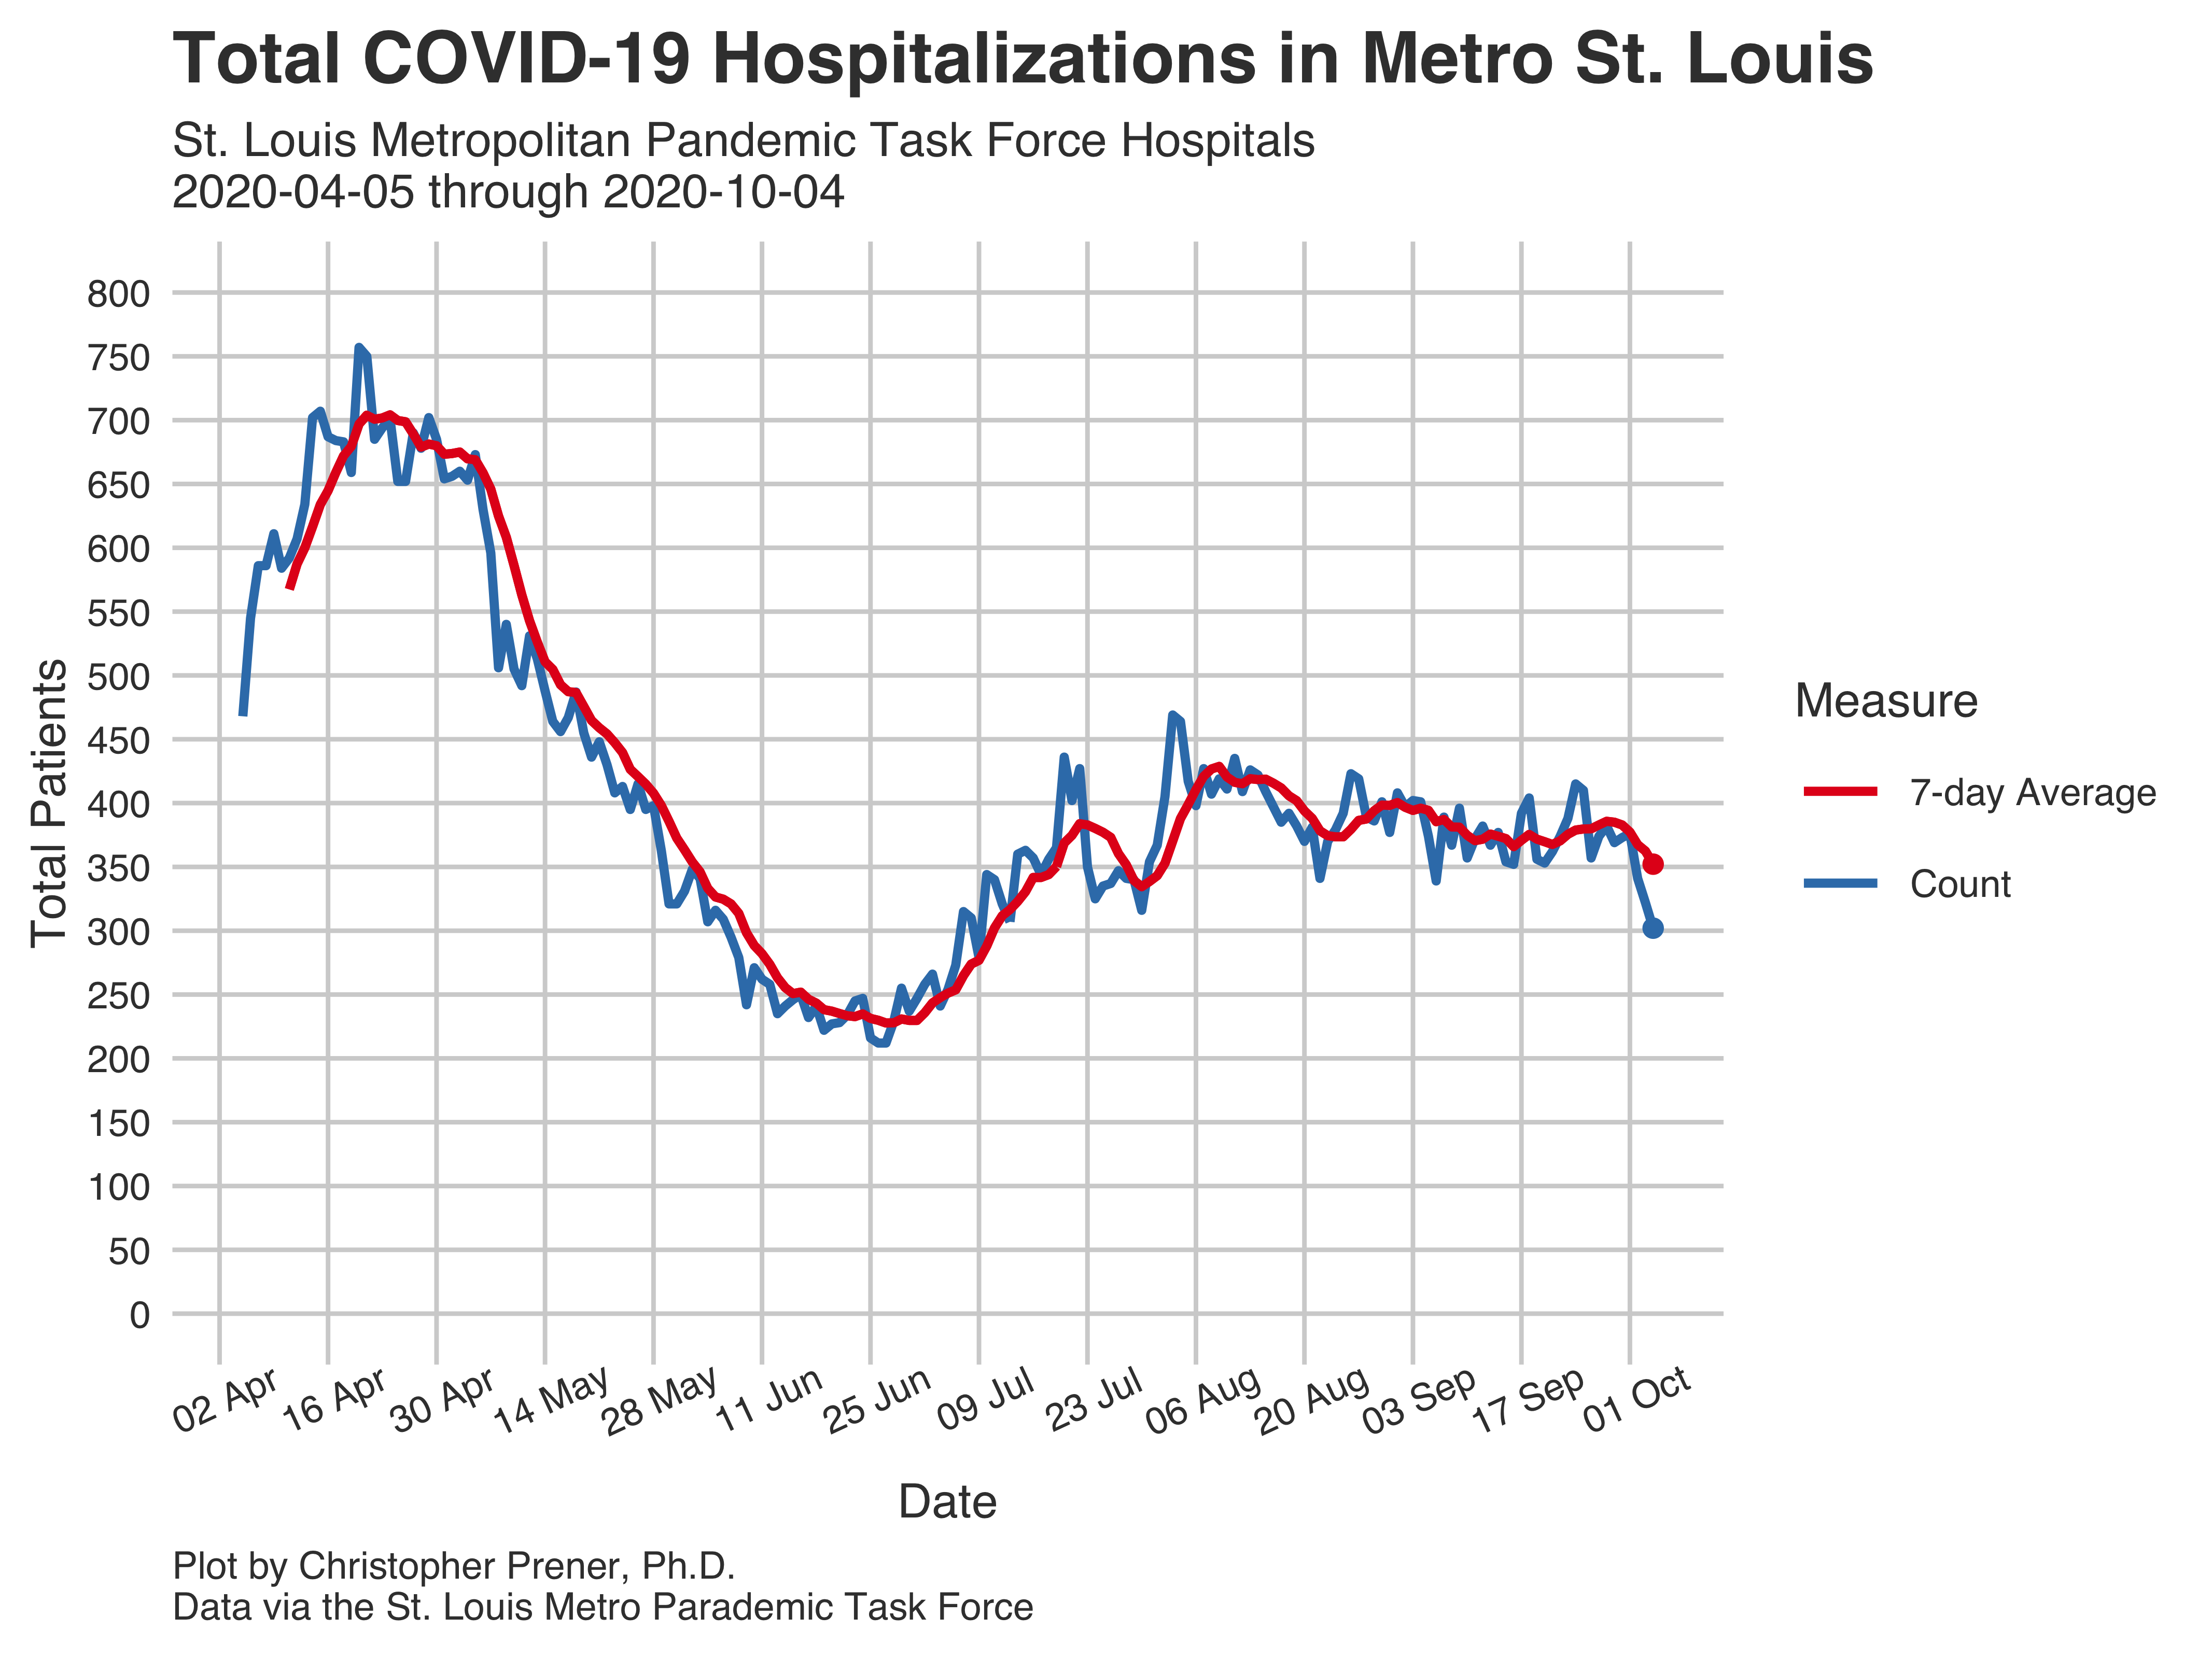 Total COVID-19 Hospitalizations in Metro St. Louis
St. Louis Metropolitan Pandemic Task Force Hospitals
2020-04-05 through 2020-10-04
Total Patients
800
750
700
650
600
550
500
450
400
350
300
250
200
150
100
50
0
02 Apr
16 Apr
30 Apr
14 May
28 May
11 Jun
25 Jun
09 Jul
23 Jul
06 Aug
20 Aug
03 Sep
17 Sep
01 Oct
Date
Measure
7-day Average
Count
Plot by Christopher Prener, Ph.D.
Data via the St. Louis Metro Parademic Task Force